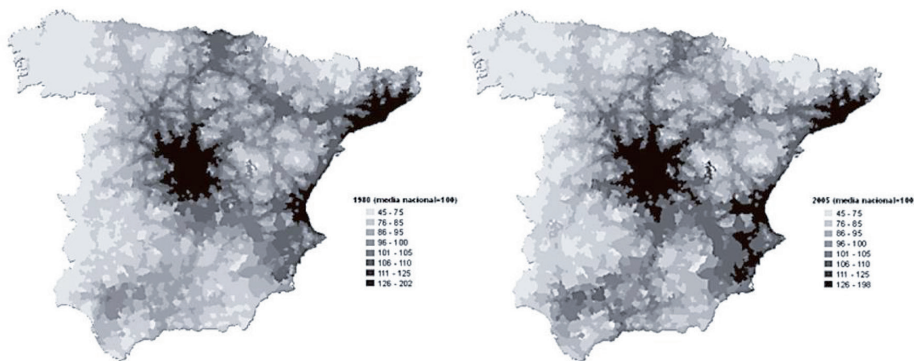 1980 (media nacional=100)
45 - 75
76 - 85
86 - 95
96 - 100
101 - 105
106 - 110
111 - 125
126 - 202
2005 (media nacional=100
45 - 75
76 - 85
86 - 95
96 - 100
101 - 105
106 - 110
111 - 125
126 - 198